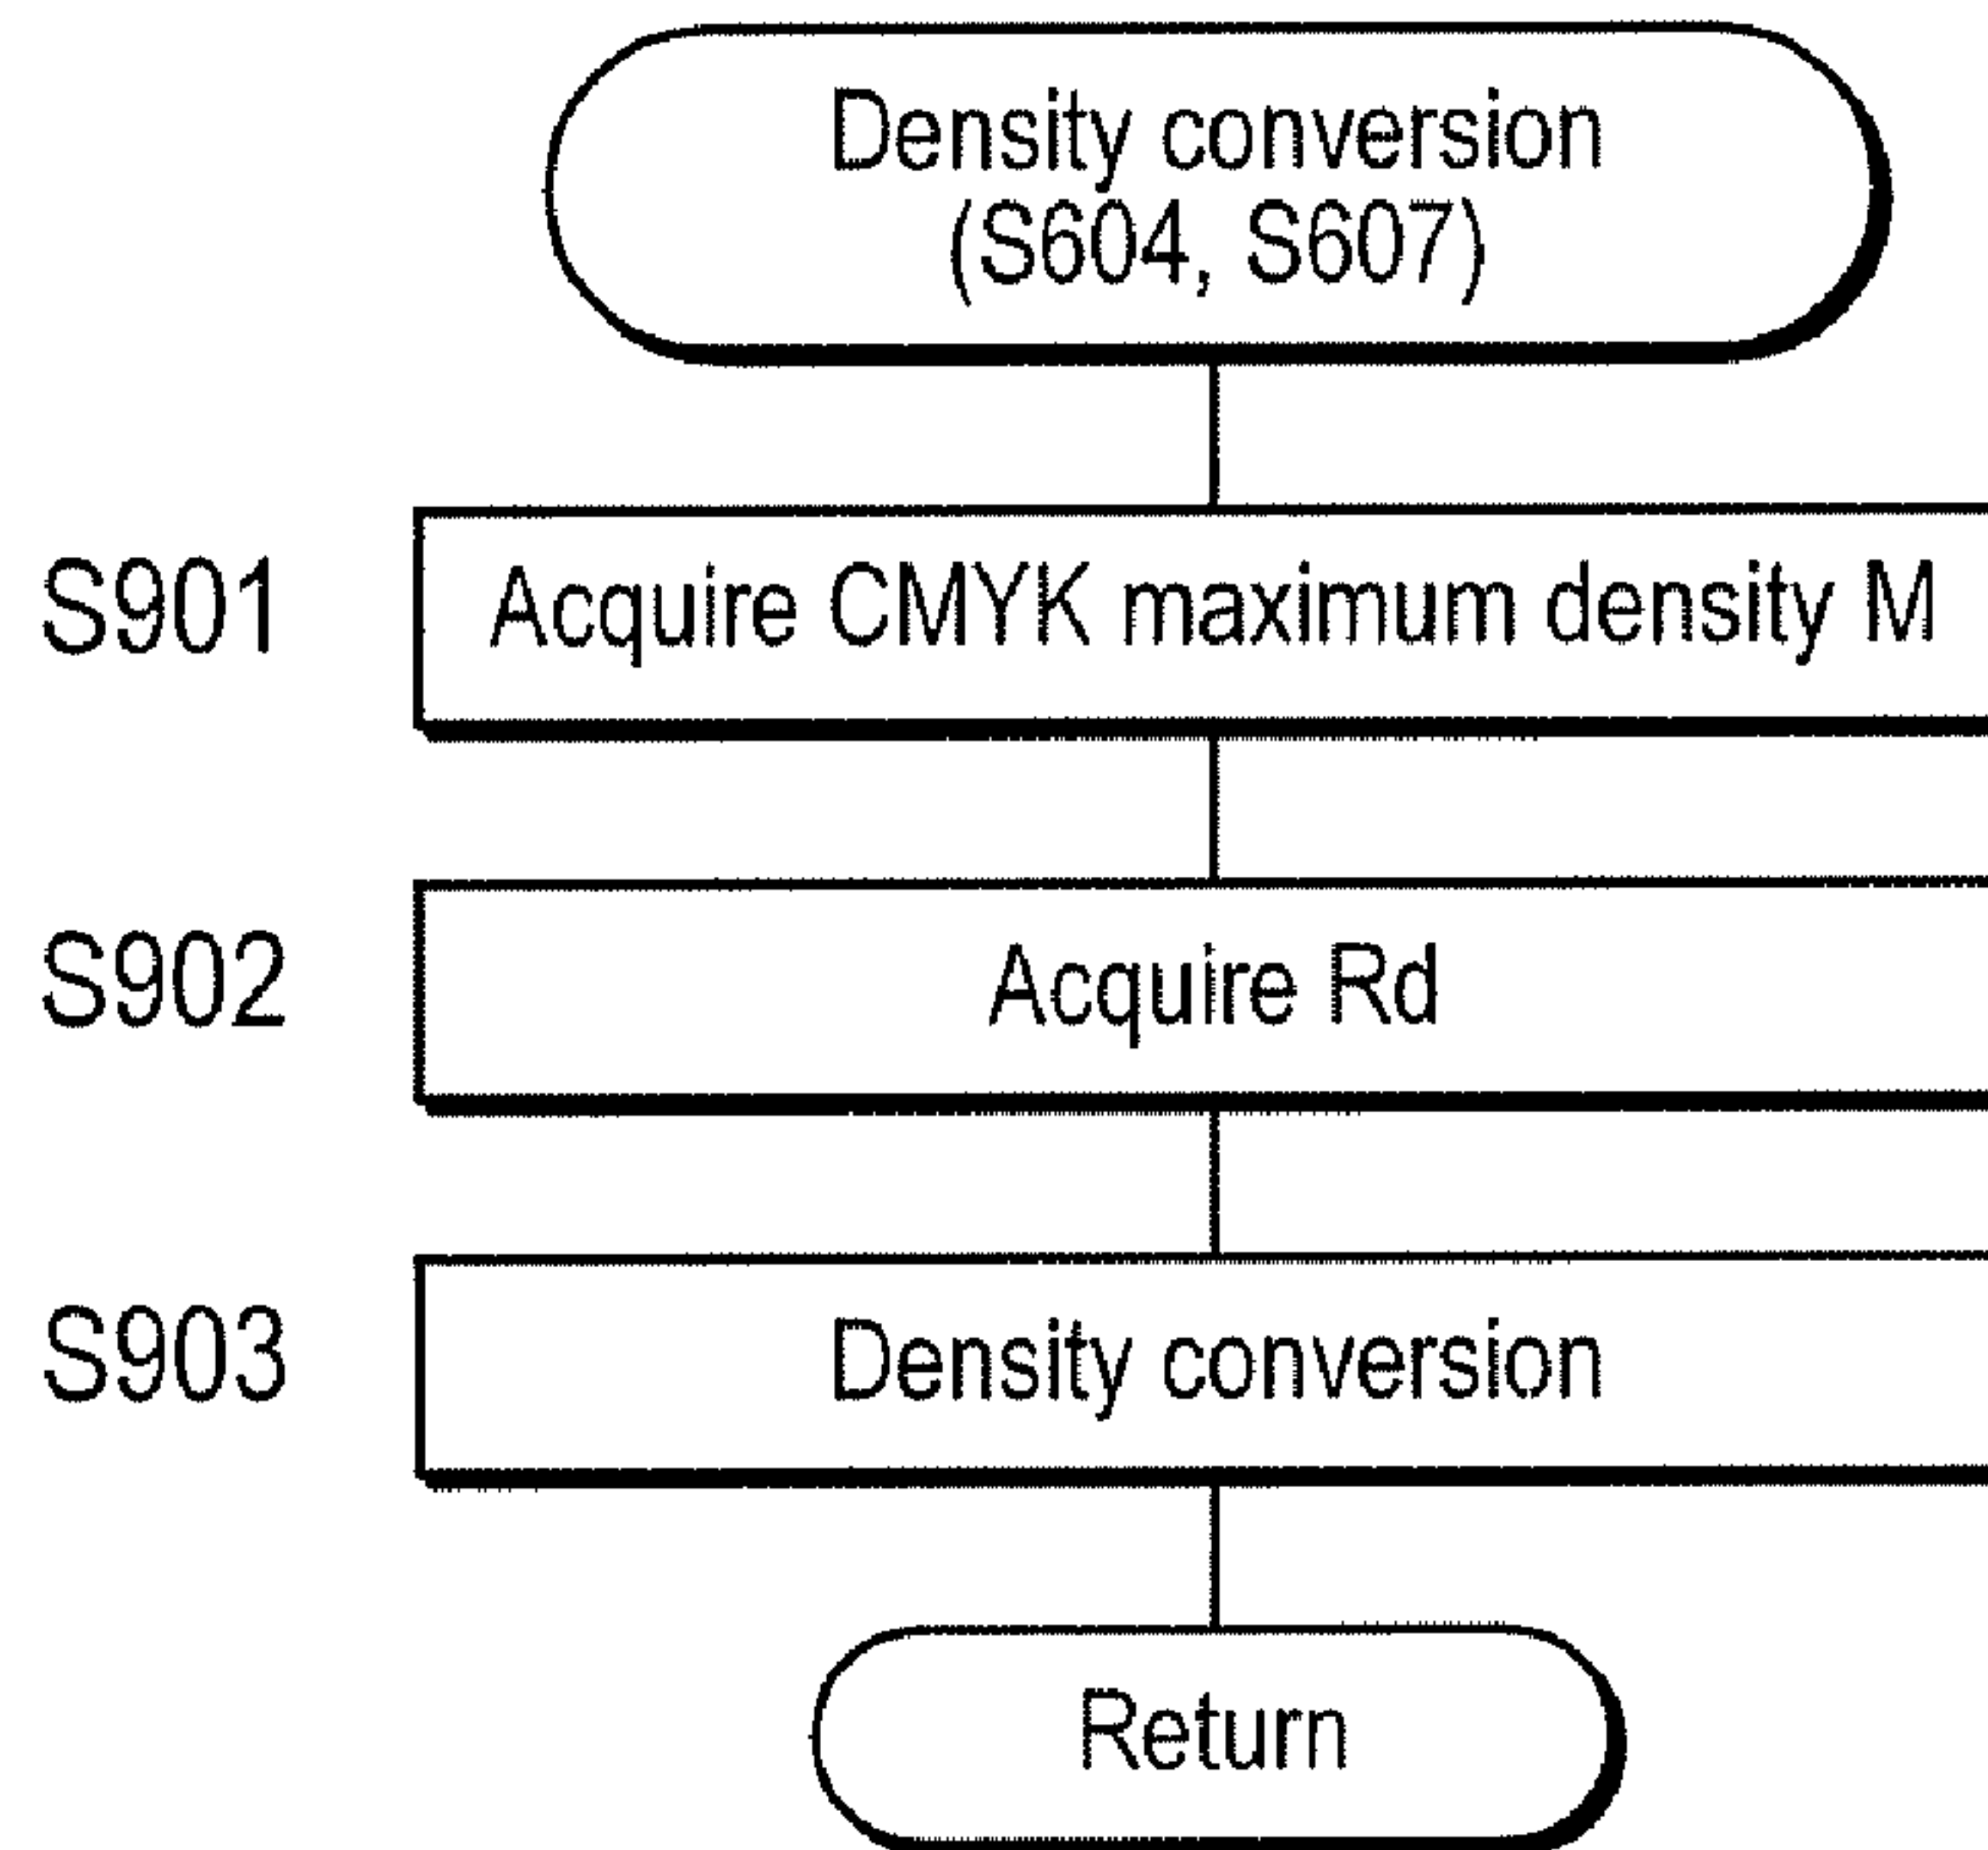 Density conversion
(S604, S607)
S901 Acquire CMYK maximum density M
S902 Acquire Rd
S903 Density conversion
Return